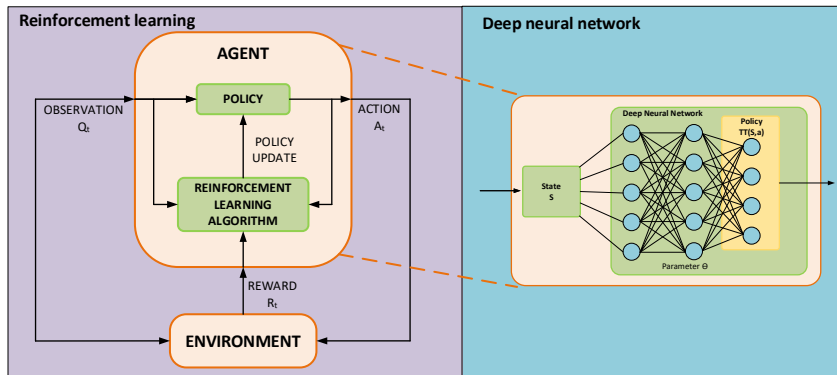 Reinforcement learning
AGENT
OBSERVATION
Qt
POLICY
ACTION
At
POLICY
UPDATE
REINFORCEMENT
LEARNING
ALGORITHM
REWARD
Rt
ENVIRONMENT
Deep neural network
Deep Neural Network
Policy
TT(S,a)
State
S
Parameter Θ